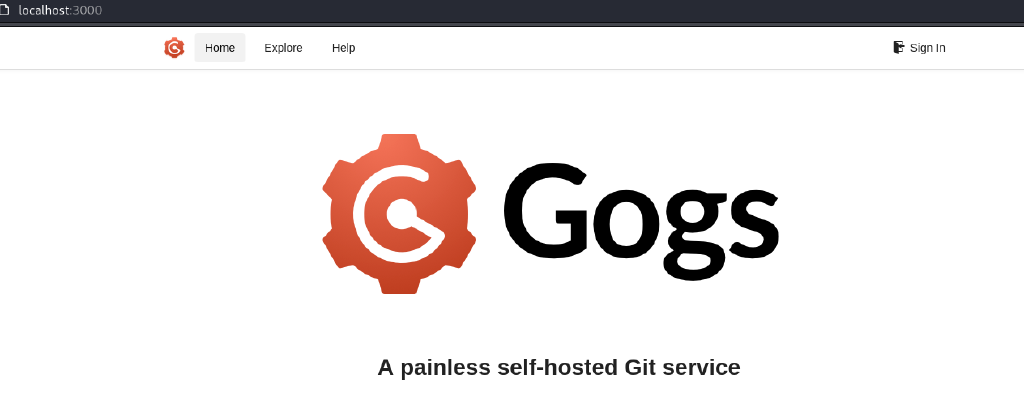 localhost:3000
Home Explore Help Sign In
Gogs
A painless self-hosted Git service